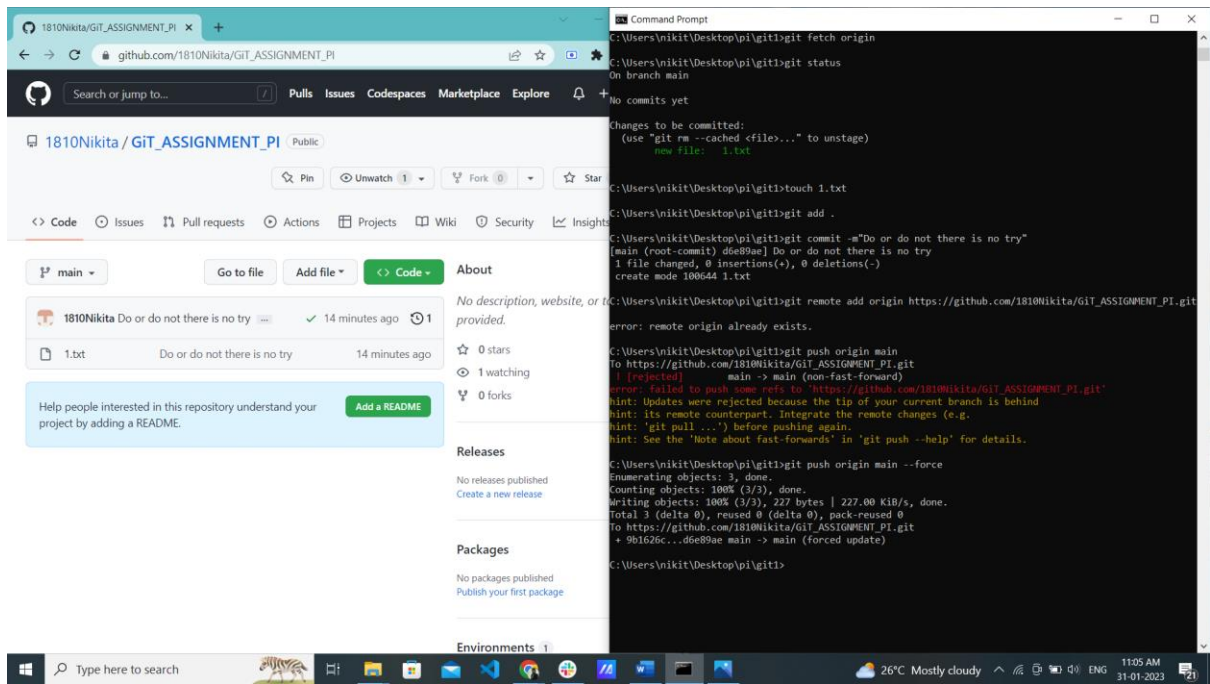 1810Nikita/GiT_ASSIGNMENT_PI
github.com/1810Nikita/GiT_ASSIGNMENT_PI
Search or jump to... /
Pulls Issues Codespaces Marketplace Explore
1810Nikita / GiT_ASSIGNMENT_PI Public
Pin Unwatch 1 Fork 0 Star
<> Code Issues Pull requests Actions Projects Wiki Security Insights
main Go to file Add file <> Code
1810Nikita Do or do not there is no try ... 14 minutes ago 1
1.txt Do or do not there is no try 14 minutes ago
Help people interested in this repository understand your
project by adding a README.
Add a README
About
No description, website, or to
provided.
0 stars
1 watching
0 forks
Releases
No releases published
Create a new release
Packages
No packages published
Publish your first package
Environments 1
Command Prompt
C:\Users\nikit\Desktop\pi\git1>git fetch origin
C:\Users\nikit\Desktop\pi\git1>git status
On branch main
No commits yet
Changes to be committed:
(use "git rm --cached <file>..." to unstage)
new file: 1.txt
C:\Users\nikit\Desktop\pi\git1>touch 1.txt
C:\Users\nikit\Desktop\pi\git1>git add .
C:\Users\nikit\Desktop\pi\git1>git commit -m"Do or do not there is no try"
[main (root-commit) d6e89ae] Do or do not there is no try
1 file changed, 0 insertions(+), 0 deletions(-)
create mode 100644 1.txt
C:\Users\nikit\Desktop\pi\git1>git remote add origin https://github.com/1810Nikita/GiT_ASSIGNMENT_PI.git
error: remote origin already exists.
C:\Users\nikit\Desktop\pi\git1>git push origin main
To https://github.com/1810Nikita/GiT_ASSIGNMENT_PI.git
! [rejected] main -> main (non-fast-forward)
error: failed to push some refs to 'https://github.com/1810Nikita/GiT_ASSIGNMENT_PI.git'
hint: Updates were rejected because the tip of your current branch is behind
hint: its remote counterpart. Integrate the remote changes (e.g.
hint: 'git pull ...') before pushing again.
hint: See the 'Note about fast-forwards' in 'git push --help' for details.
C:\Users\nikit\Desktop\pi\git1>git push origin main --force
Enumerating objects: 3, done.
Counting objects: 100% (3/3), done.
Writing objects: 100% (3/3), 227 bytes | 227.00 KiB/s, done.
Total 3 (delta 0), reused 0 (delta 0), pack-reused 0
To https://github.com/1810Nikita/GiT_ASSIGNMENT_PI.git
+ 9b1626c...d6e89ae main -> main (forced update)
C:\Users\nikit\Desktop\pi\git1>
Type here to search
26°C Mostly cloudy ENG 11:05 AM
31-01-2023
21